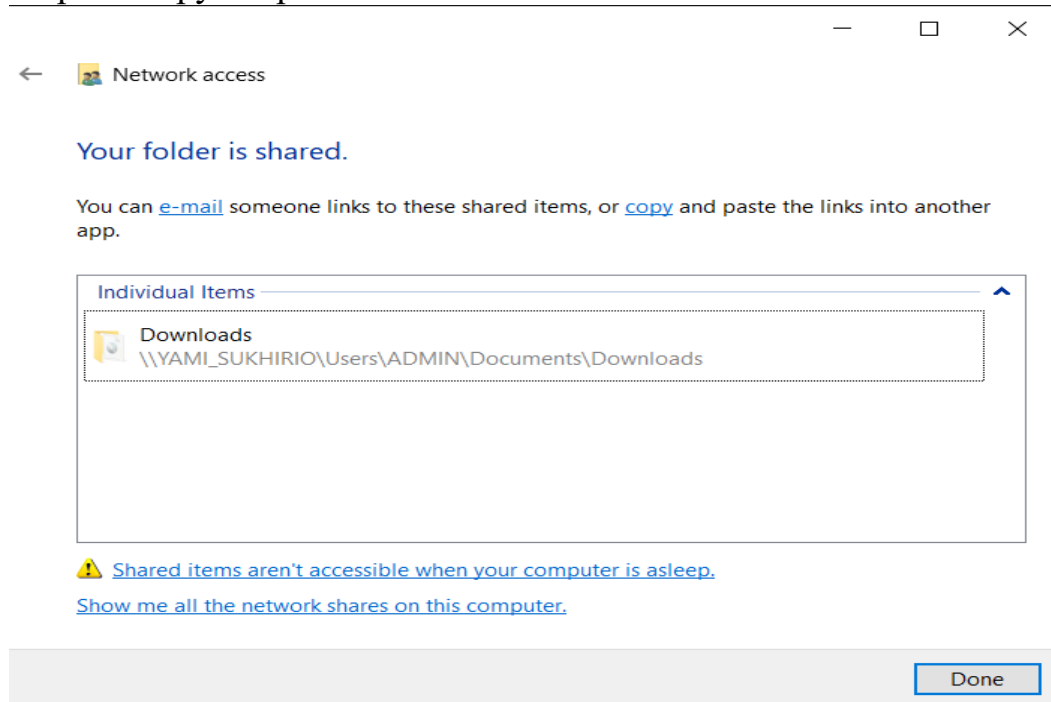 Network access
Your folder is shared.
You can e-mail someone links to these shared items, or copy and paste the links into another
app.
Individual Items
Downloads
\\YAMI_SUKHIRIO\Users\ADMIN\Documents\Downloads
Shared items aren't accessible when your computer is asleep.
Show me all the network shares on this computer.
Done